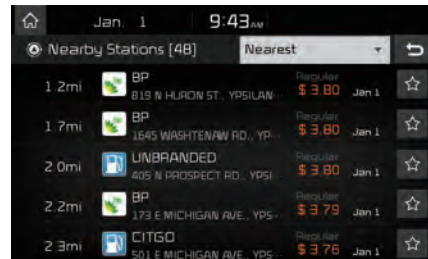 Jan. 1 9:43 AM
Nearby Stations [48] Nearest
1.2mi BP Regular
819 N HURON ST., YPSILAN··· $ 3.80 Jan 1
1.7mi BP Regular
1645 WASHTENAW RD., YP··· $ 3.80 Jan 1
2.0mi UNBRANDED Regular
405 N PROSPECT RD., YPSI··· $ 3.80 Jan 1
2.2mi BP Regular
173 E MICHIGAN AVE., YPS··· $ 3.79 Jan 1
2.3mi CITGO Regular
501 E MICHIGAN AVE., YPS··· $ 3.76 Jan 1